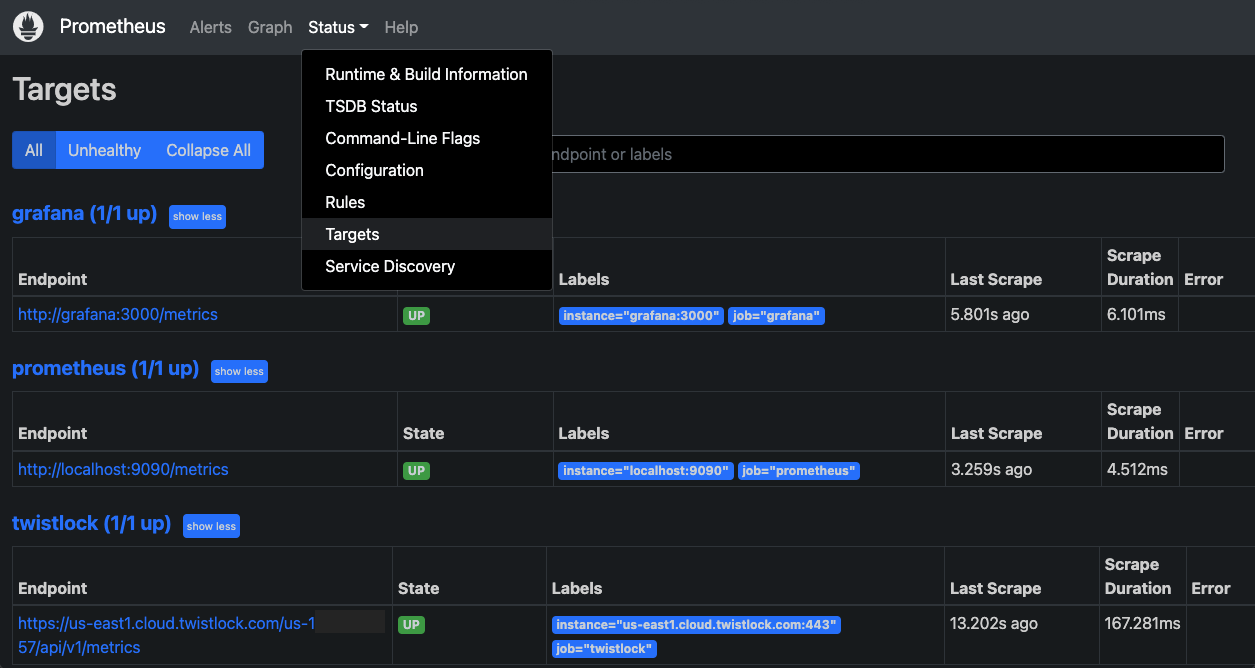 Prometheus Alerts Graph Status Help
Runtime & Build Information
TSDB Status
Command-Line Flags
Configuration
Rules
Targets
Service Discovery
Targets
All Unhealthy Collapse All
ndpoint or labels
grafana (1/1 up) show less
Endpoint Labels Last Scrape Scrape Duration Error
http://grafana:3000/metrics UP instance="grafana:3000" job="grafana" 5.801s ago 6.101ms
prometheus (1/1 up) show less
Endpoint State Labels Last Scrape Scrape Duration Error
http://localhost:9090/metrics UP instance="localhost:9090" job="prometheus" 3.259s ago 4.512ms
twistlock (1/1 up) show less
Endpoint State Labels Last Scrape Scrape Duration Error
https://us-east1.cloud.twistlock.com/us-1 UP instance="us-east1.cloud.twistlock.com:443" 13.202s ago 167.281ms
57/api/v1/metrics job="twistlock"